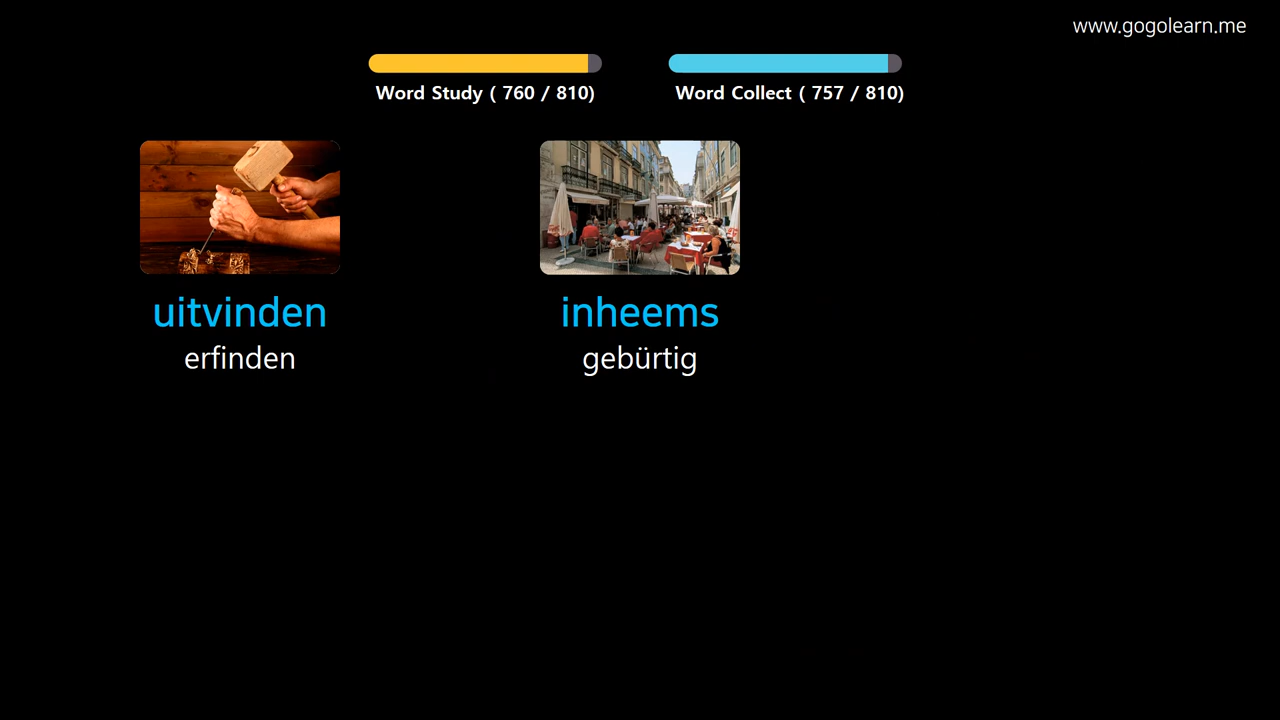 www.gogolearn.me
Word Study ( 760 / 810)
Word Collect ( 757 / 810)
uitvinden
erfinden
inheems
gebürtig